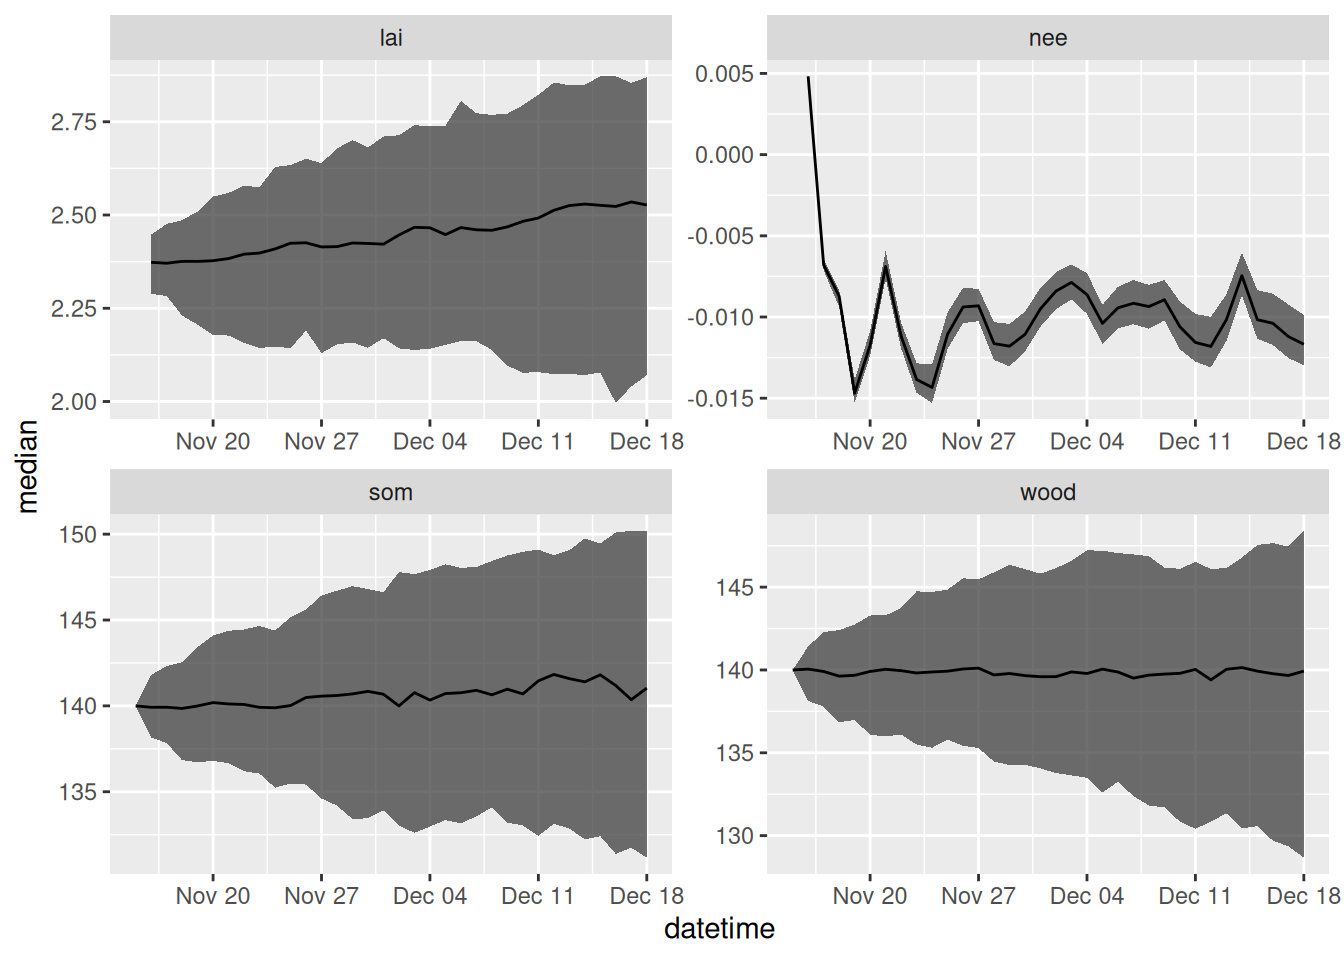 lai
nee
2.75
2.50
2.25
2.00
0.005
0.000
-0.005
-0.010
-0.015
Nov 20 Nov 27 Dec 04 Dec 11 Dec 18
Nov 20 Nov 27 Dec 04 Dec 11 Dec 18
median
som
wood
150
145
140
135
145
140
135
130
Nov 20 Nov 27 Dec 04 Dec 11 Dec 18
Nov 20 Nov 27 Dec 04 Dec 11 Dec 18
datetime